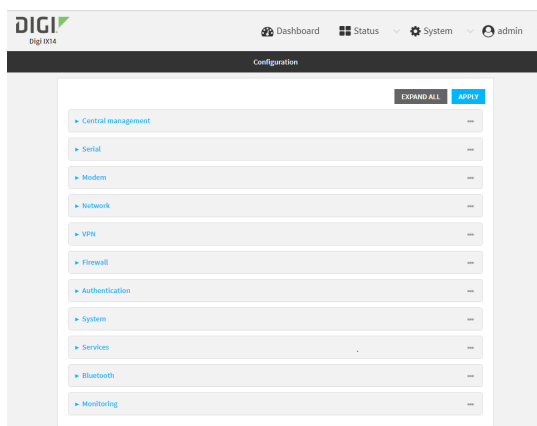 DIGI
Digi IX14
Dashboard Status System admin
Configuration
EXPAND ALL APPLY
Central management
Serial
Modem
Network
VPN
Firewall
Authentication
System
Services
Bluetooth
Monitoring